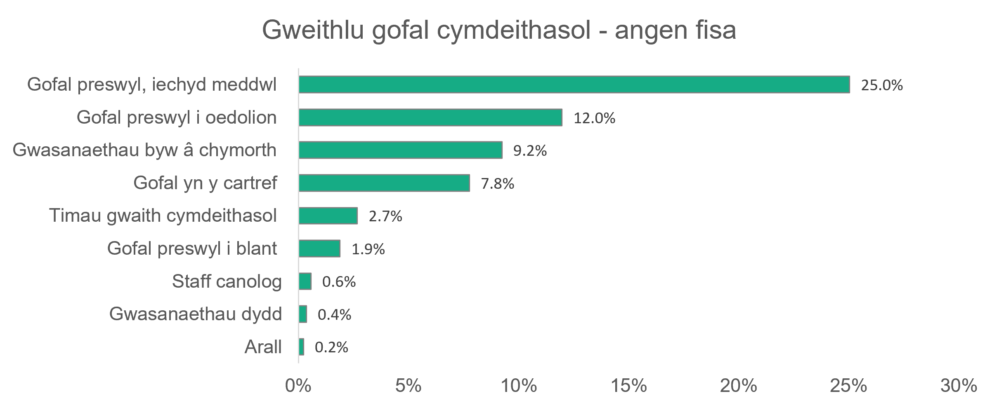 Gweithlu gofal cymdeithasol - angen fisa
Gofal preswyl, iechyd meddwl 25.0%
Gofal preswyl i oedolion 12.0%
Gwasanaethau byw â chymorth 9.2%
Gofal yn y cartref 7.8%
Timau gwaith cymdeithasol 2.7%
Gofal preswyl i blant 1.9%
Staff canolog 0.6%
Gwasanaethau dydd 0.4%
Arall 0.2%
0% 5% 10% 15% 20% 25% 30%